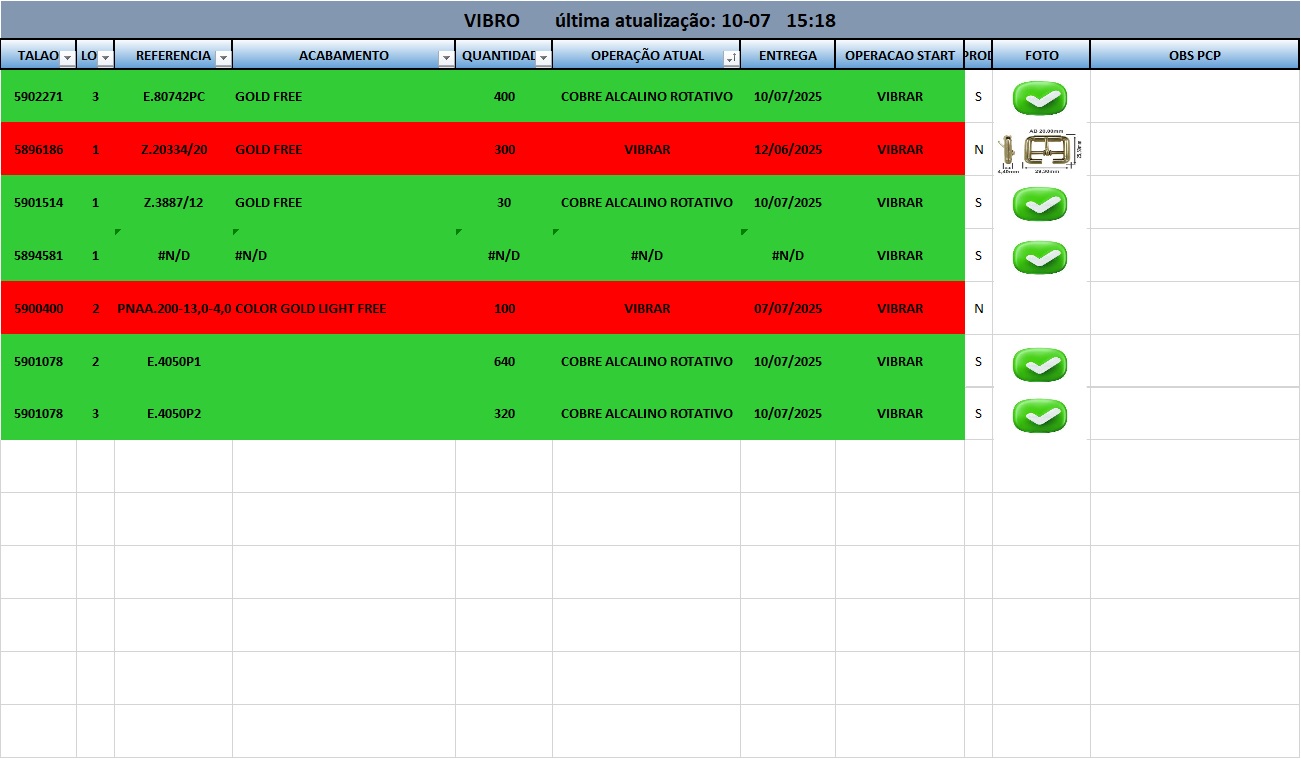 VIBRO última atualização: 10-07 15:18
TALAO LO REFERENCIA ACABAMENTO QUANTIDAD OPERAÇÃO ATUAL ENTREGA OPERACAO START PROD FOTO OBS PCP
5902271 3 E.80742PC GOLD FREE 400 COBRE ALCALINO ROTATIVO 10/07/2025 VIBRAR S
5896186 1 Z.20334/20 GOLD FREE 300 VIBRAR 12/06/2025 VIBRAR N
AB 20.00mm
4,40mm 29.30mm
5901514 1 Z.3887/12 GOLD FREE 30 COBRE ALCALINO ROTATIVO 10/07/2025 VIBRAR S
5894581 1 #N/D #N/D #N/D #N/D #N/D VIBRAR S
5900400 2 PNAA.200-13,0-4,0 COLOR GOLD LIGHT FREE 100 VIBRAR 07/07/2025 VIBRAR N
5901078 2 E.4050P1 640 COBRE ALCALINO ROTATIVO 10/07/2025 VIBRAR S
5901078 3 E.4050P2 320 COBRE ALCALINO ROTATIVO 10/07/2025 VIBRAR S